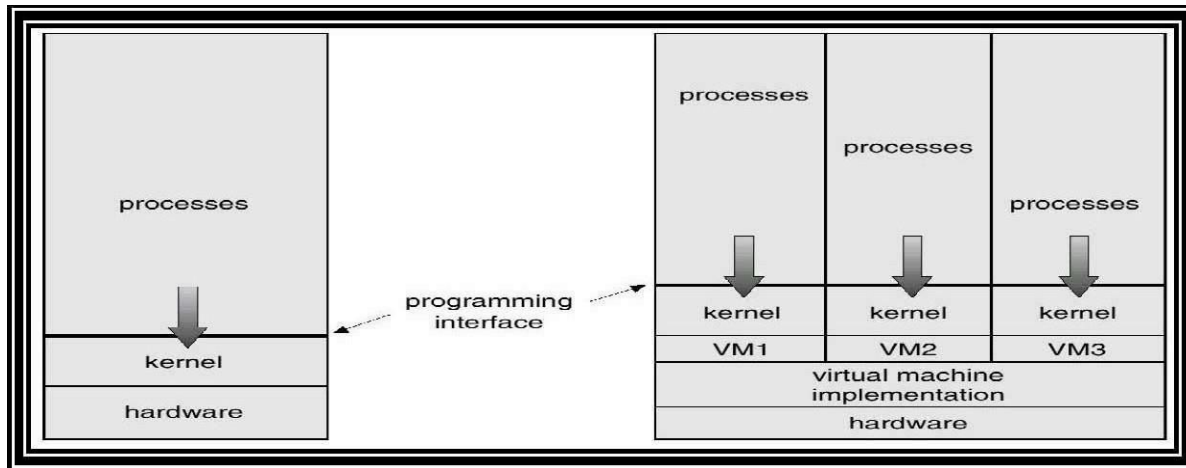 processes
kernel
hardware
programming
interface
processes
processes
processes
kernel
kernel
kernel
VM1
VM2
VM3
virtual machine
implementation
hardware